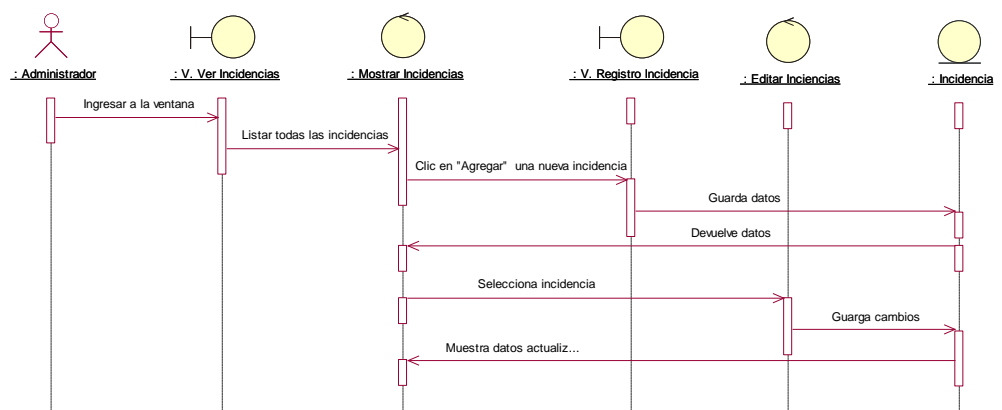 : Administrador
: V. Ver Incidencias
: Mostrar Incidencias
: V. Registro Incidencia
: Editar Inciencias
: Incidencia
Ingresar a la ventana
Listar todas las incidencias
Clic en "Agregar" una nueva incidencia
Guarda datos
Devuelve datos
Selecciona incidencia
Guarga cambios
Muestra datos actualiz...